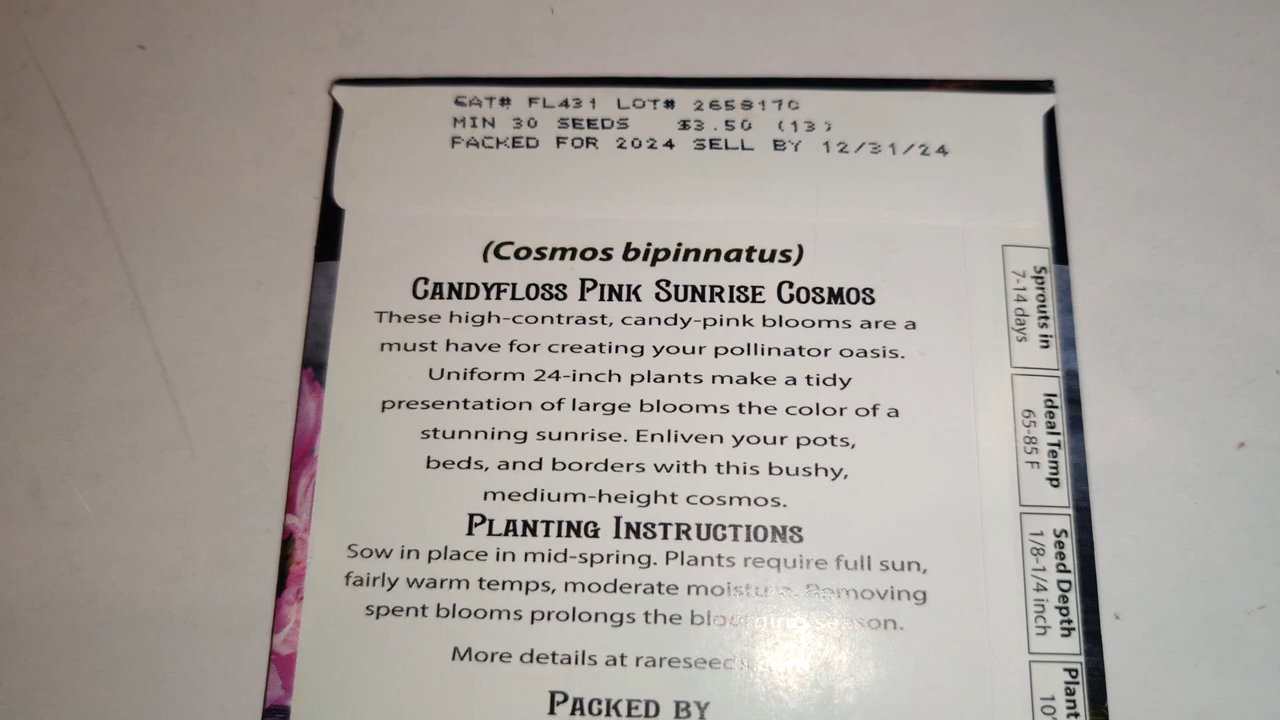 CAT# FL431 LOT# 2658170
MIN 30 SEEDS $3.50 (13)
PACKED FOR 2024 SELL BY 12/31/24
(Cosmos bipinnatus)
CANDYFLOSS PINK SUNRISE COSMOS
These high-contrast, candy-pink blooms are a
must have for creating your pollinator oasis.
Uniform 24-inch plants make a tidy
presentation of large blooms the color of a
stunning sunrise. Enliven your pots,
beds, and borders with this bushy,
medium-height cosmos.
PLANTING INSTRUCTIONS
Sow in place in mid-spring. Plants require full sun,
fairly warm temps, moderate moisture. Removing
spent blooms prolongs the blooming season.
More details at
PACKED BY
Sprouts in
7-14 days
Ideal Temp
65-85 F
Seed Depth
1/8-1/4 inch
Plant